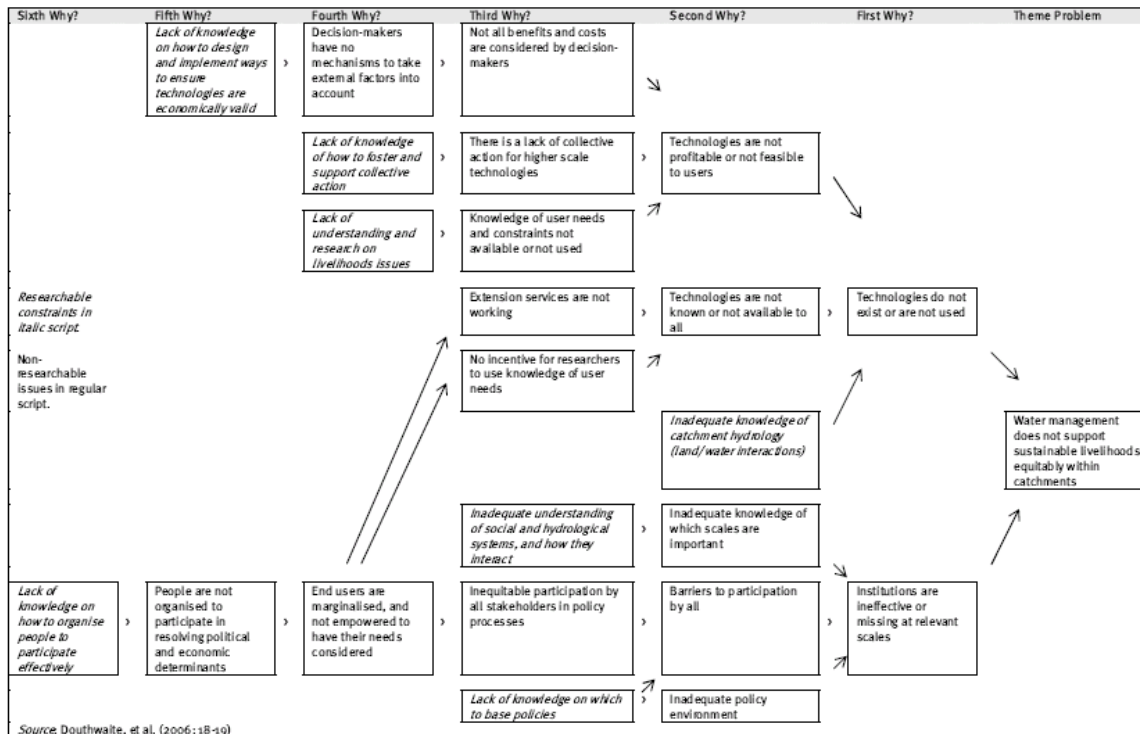 Sixth Why? Fifth Why? Fourth Why? Third Why? Second Why? First Why? Theme Problem
Lack of knowledge
on how to design
and implement ways
to ensure
technologies are
economically valid
Decision-makers
have no
mechanisms to take
external factors into
account
Not all benefits and costs
are considered by decision-
makers
Lack of knowledge
of how to foster and
support collective
action
There is a lack of collective
action for higher scale
technologies
Technologies are not
profitable or not feasible
to users
Lack of
understanding and
research on
livelihoods issues
Knowledge of user needs
and constraints not
available or not used
Researchable
constraints in
italic script.
Extension services are not
working
Technologies are not
known or not available to
all
Technologies do not
exist or are not used
Non-
researchable
issues in regular
script.
No incentive for researchers
to use knowledge of user
needs
Inadequate knowledge of
catchment hydrology
(land/water interactions)
Water management
does not support
sustainable livelihoods
equitably within
catchments
Inadequate understanding
of social and hydrological
systems, and how they
interact
Inadequate knowledge of
which scales are
important
Lack of
knowledge on
how to organise
people to
participate
effectively
People are not
organised to
participate in
resolving political
and economic
determinants
End users are
marginalised, and
not empowered to
have their needs
considered
Inequitable participation by
all stakeholders in policy
processes
Barriers to participation
by all
Institutions are
ineffective or
missing at relevant
scales
Lack of knowledge on which
to base policies
Inadequate policy
environment
Source: Douthwaite, et al. (2006:18-19)